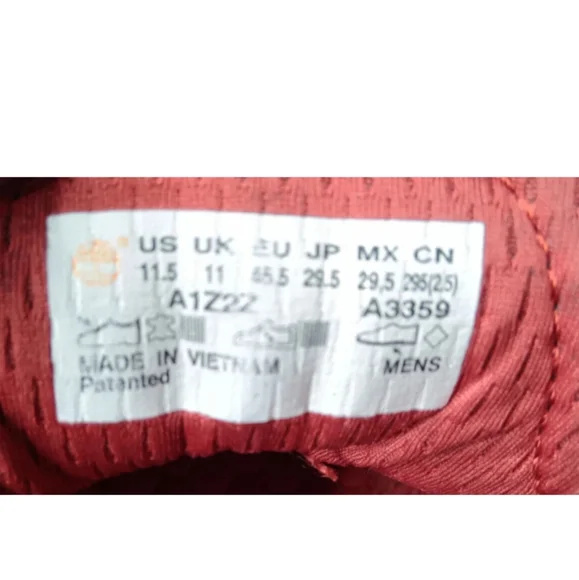 US UK EU JP MX CN
11.5 11 45.5 29.5 29,5 295(2.5)
A1Z2Z A3359
MADE IN VIETNAM MENS
Patented